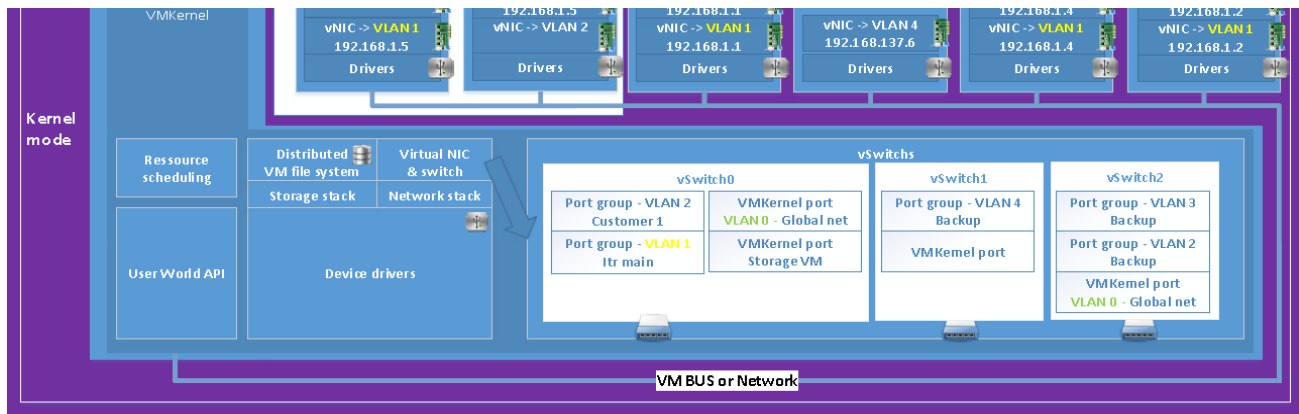 VMKernel
192.168.1.5
192.168.1.1
192.168.1.4
192.168.1.2
vNIC -> VLAN 1
192.168.1.5
vNIC -> VLAN 2
vNIC -> VLAN 1
192.168.1.1
vNIC -> VLAN 4
192.168.137.6
vNIC -> VLAN 1
192.168.1.4
vNIC -> VLAN 1
192.168.1.2
Drivers
Drivers
Drivers
Drivers
Drivers
Drivers
Kernel
mode
Ressource
scheduling
Distributed
VM file system
Virtual NIC
& switch
Storage stack
Network stack
User World API
Device drivers
vSwitchs
vSwitch0
Port group - VLAN 2
Customer 1
VMKernel port
VLAN 0 - Global net
Port group - VLAN 1
Itr main
VMKernel port
Storage VM
vSwitch1
Port group - VLAN 4
Backup
VMKernel port
vSwitch2
Port group - VLAN 3
Backup
Port group - VLAN 2
Backup
VMKernel port
VLAN 0 - Global net
VM BUS or Network